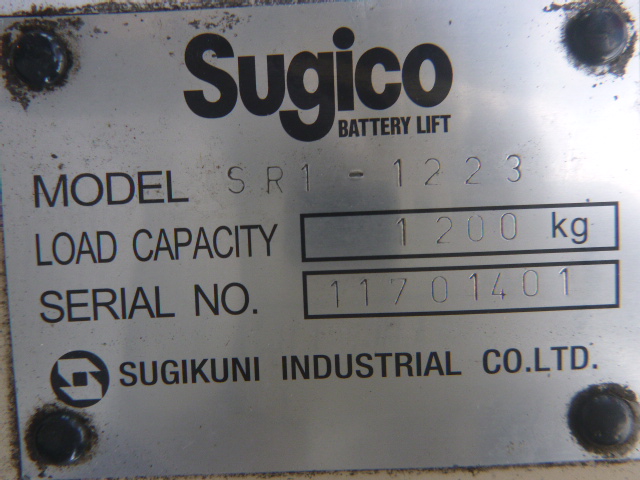 Sugico
BATTERY LIFT
MODEL SR1-1223
LOAD CAPACITY 1200 kg
SERIAL NO. 11701401
SUGIKUNI INDUSTRIAL CO.LTD.